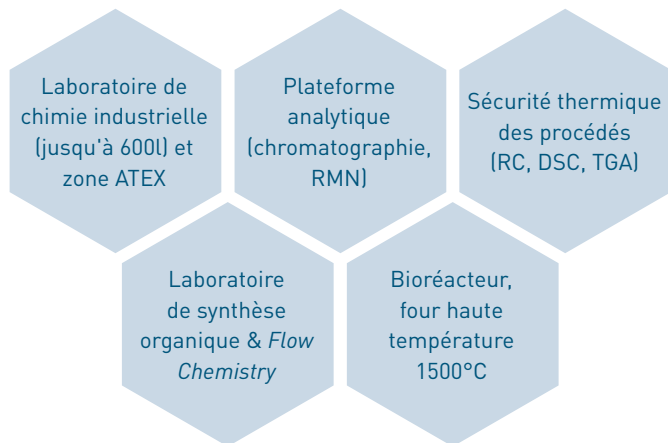 Laboratoire de
chimie industrielle
(jusqu'à 600l) et
zone ATEX
Plateforme
analytique
(chromatographie,
RMN)
Sécurité thermique
des procédés
(RC, DSC, TGA)
Laboratoire
de synthèse
organique & Flow
Chemistry
Bioréacteur,
four haute
température
1500°C